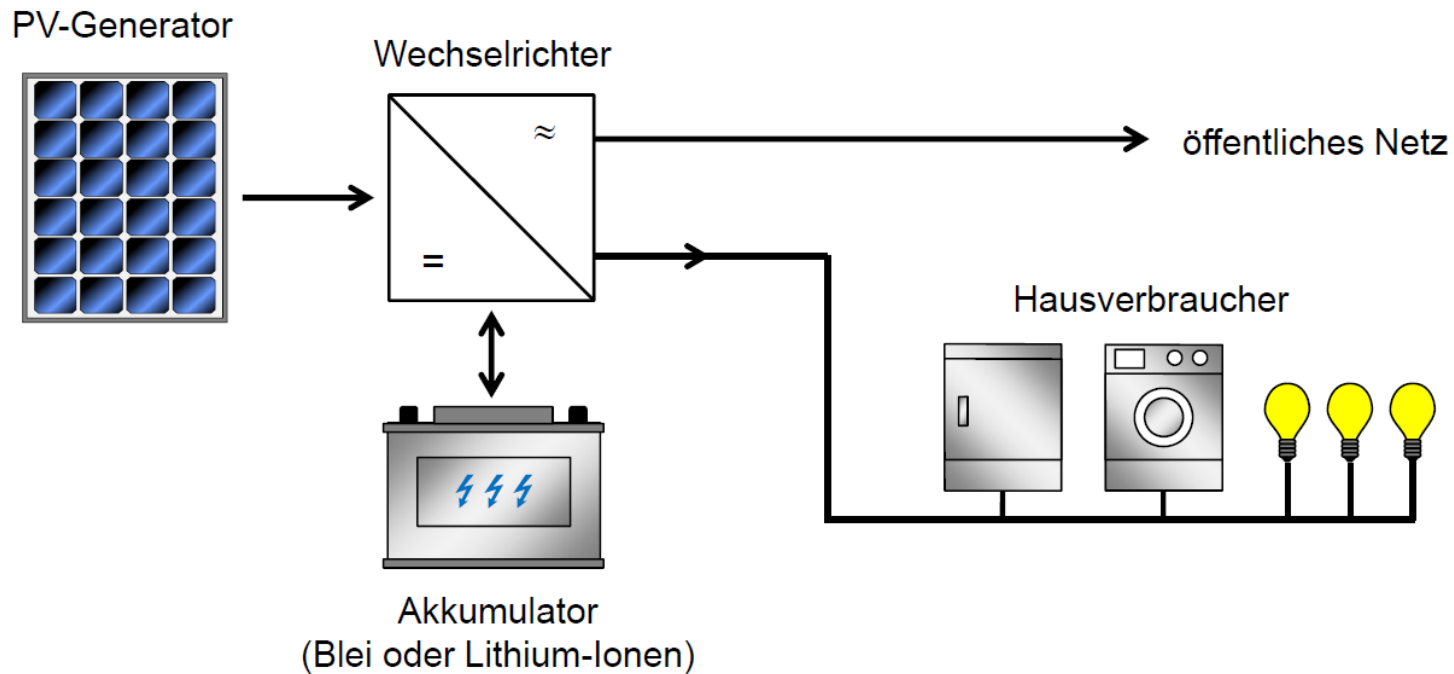 PV-Generator
Wechselrichter
≈
öffentliches Netz
=
Hausverbraucher
Akkumulator
(Blei oder Lithium-Ionen)